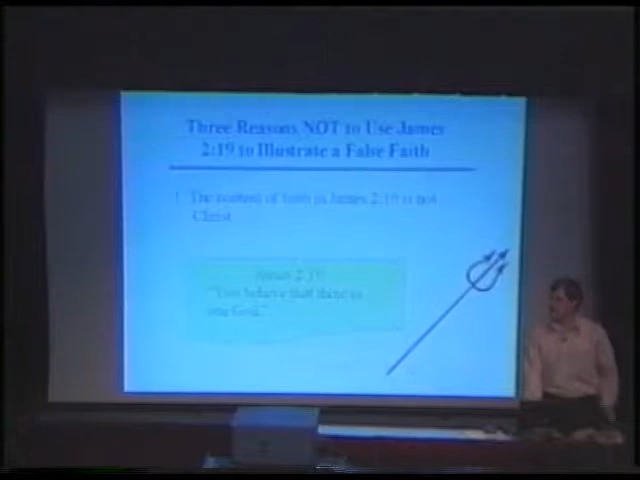 Three Reasons NOT to Use James
2:19 to Illustrate a False Faith
1. The content of faith in James 2:19 is not
Christ
James 2:19
"You believe that there is
one God."